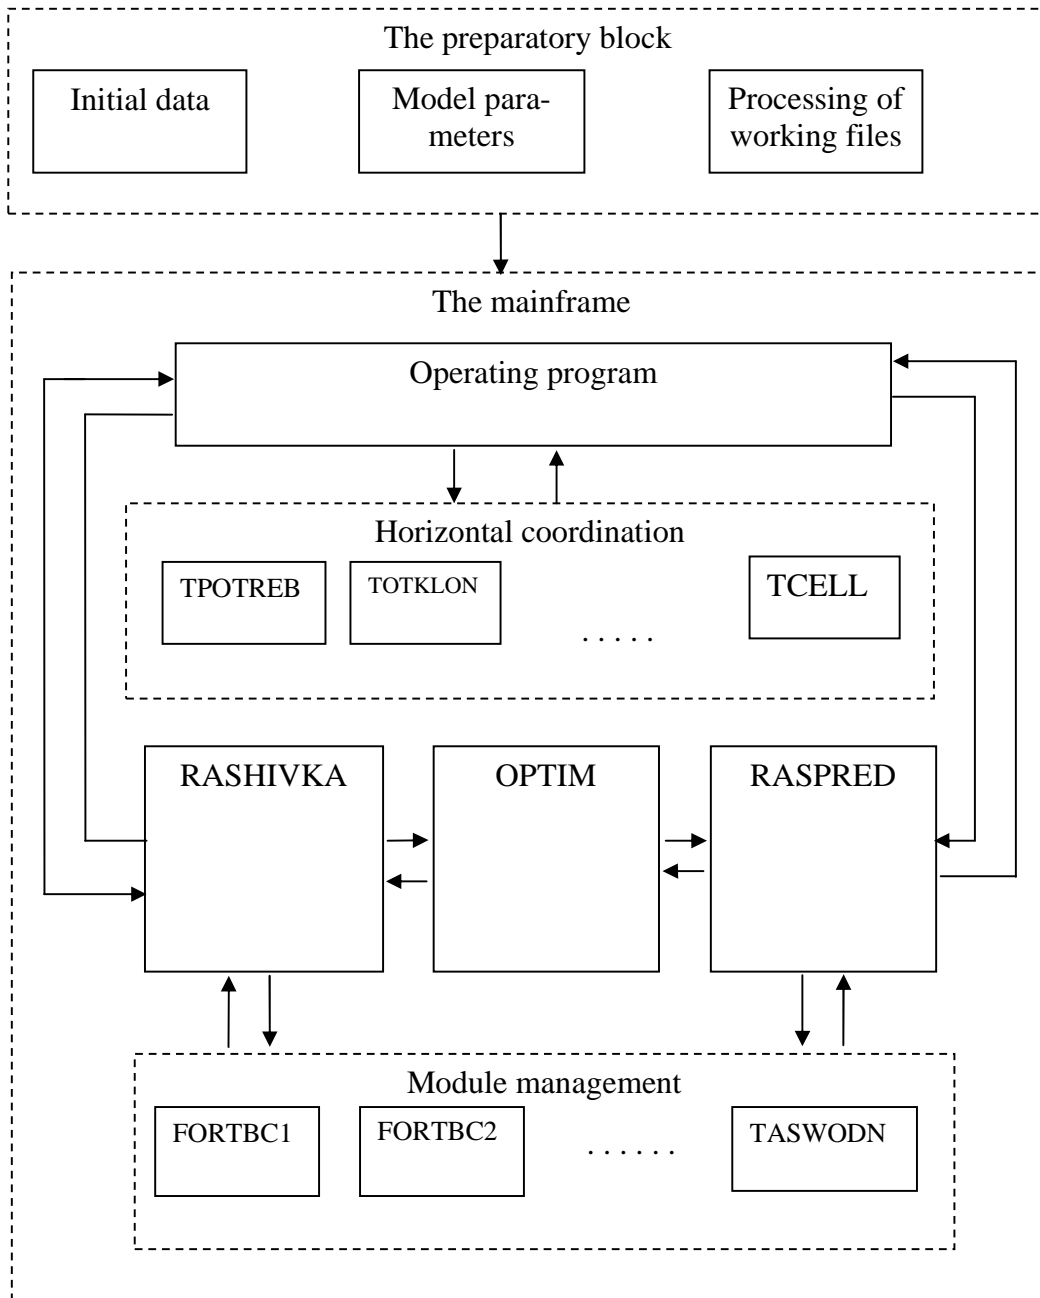 The preparatory block
Initial data
Model para-
meters
Processing of
working files
The mainframe
Operating program
Horizontal coordination
TPOTREB
TOTKLON
. . . . .
TCELL
RASHIVKA
OPTIM
RASPRED
Module management
FORTBC1
FORTBC2
. . . . . .
TASWODN